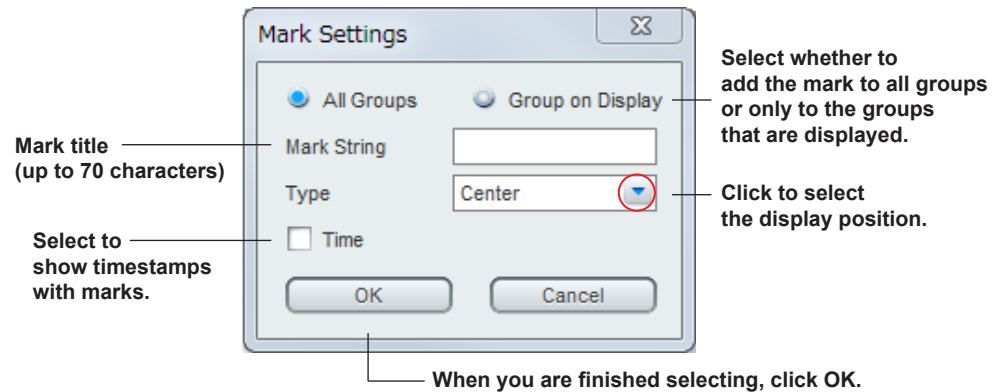 Mark Settings
All Groups
Group on Display
Select whether to
add the mark to all groups
or only to the groups
that are displayed.
Mark title
(up to 70 characters)
Mark String
Type
Center
Click to select
the display position.
Select to
show timestamps
with marks.
Time
OK
Cancel
When you are finished selecting, click OK.